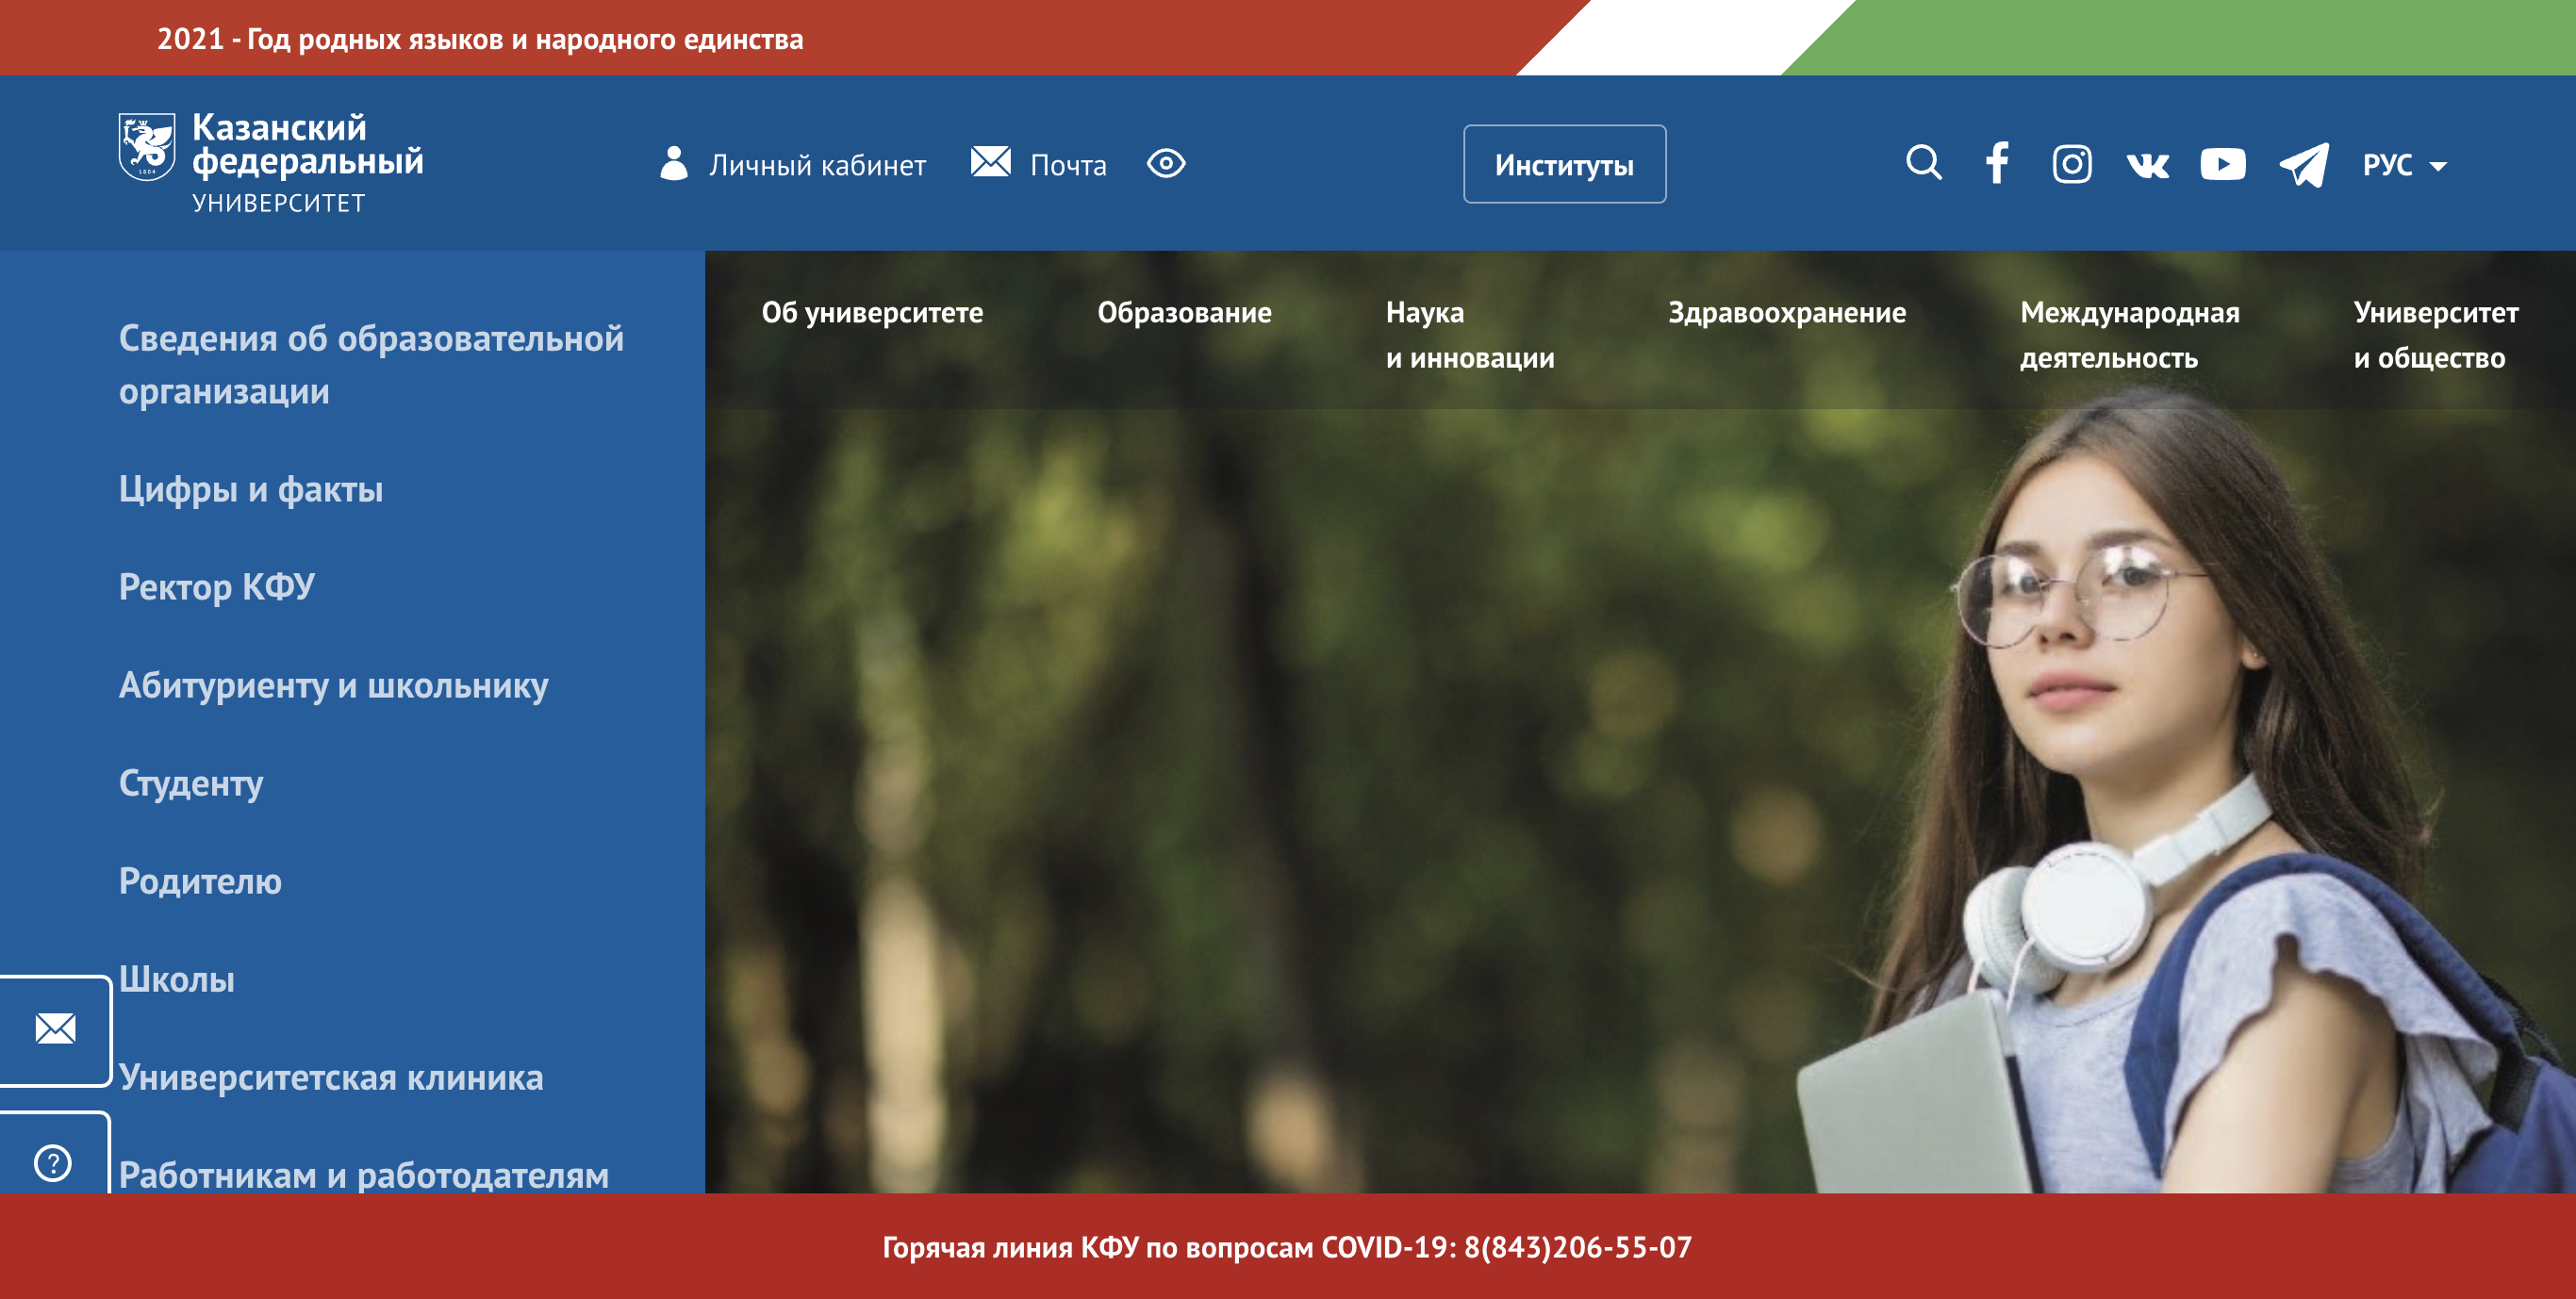 2021 - Год родных языков и народного единства
Казанский
федеральный
УНИВЕРСИТЕТ
1804
Личный кабинет
Почта
Институты
РУС
Сведения об образовательной
организации
Цифры и факты
Ректор КФУ
Абитуриенту и школьнику
Студенту
Родителю
Школы
Университетская клиника
Работникам и работодателям
Об университете
Образование
Наука
и инновации
Здравоохранение
Международная
деятельность
Университет
и общество
Горячая линия КФУ по вопросам COVID-19: 8(843)206-55-07